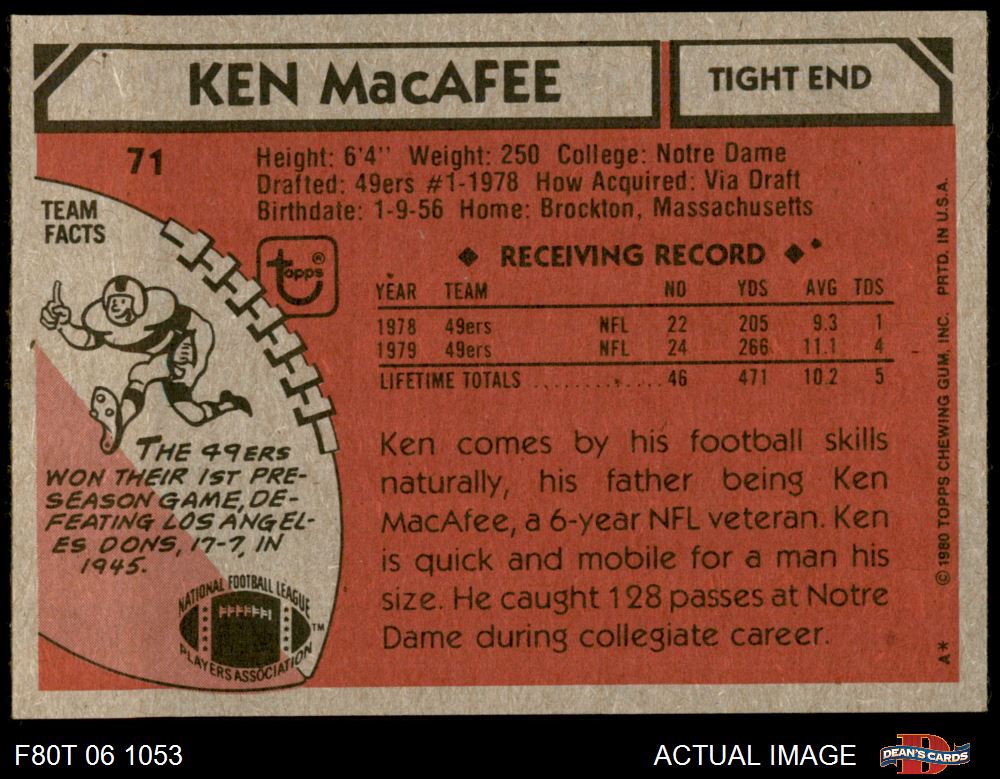 KEN MacAFEE
TIGHT END
71
Height: 6'4" Weight: 250 College: Notre Dame
Drafted: 49ers #1-1978 How Acquired: Via Draft
Birthdate: 1-9-56 Home: Brockton, Massachusetts
TEAM
FACTS
topps®
◆ RECEIVING RECORD ◆
YEAR TEAM NO YDS AVG TDS
1978 49ers NFL 22 205 9.3 1
1979 49ers NFL 24 266 11.1 4
LIFETIME TOTALS ............ 46 471 10.2 5
THE 49ERS
WON THEIR 1ST PRE-
SEASON GAME, DE-
FEATING LOS ANGEL-
ES DONS, 17-7, IN
1945.
NATIONAL FOOTBALL LEAGUE
PLAYERS ASSOCIATION
™
Ken comes by his football skills
naturally, his father being Ken
MacAfee, a 6-year NFL veteran. Ken
is quick and mobile for a man his
size. He caught 128 passes at Notre
Dame during collegiate career.
A* © 1980 TOPPS CHEWING GUM, INC. PRTD. IN U.S.A.
F80T 06 1053
ACTUAL IMAGE
DEAN'S CARDS